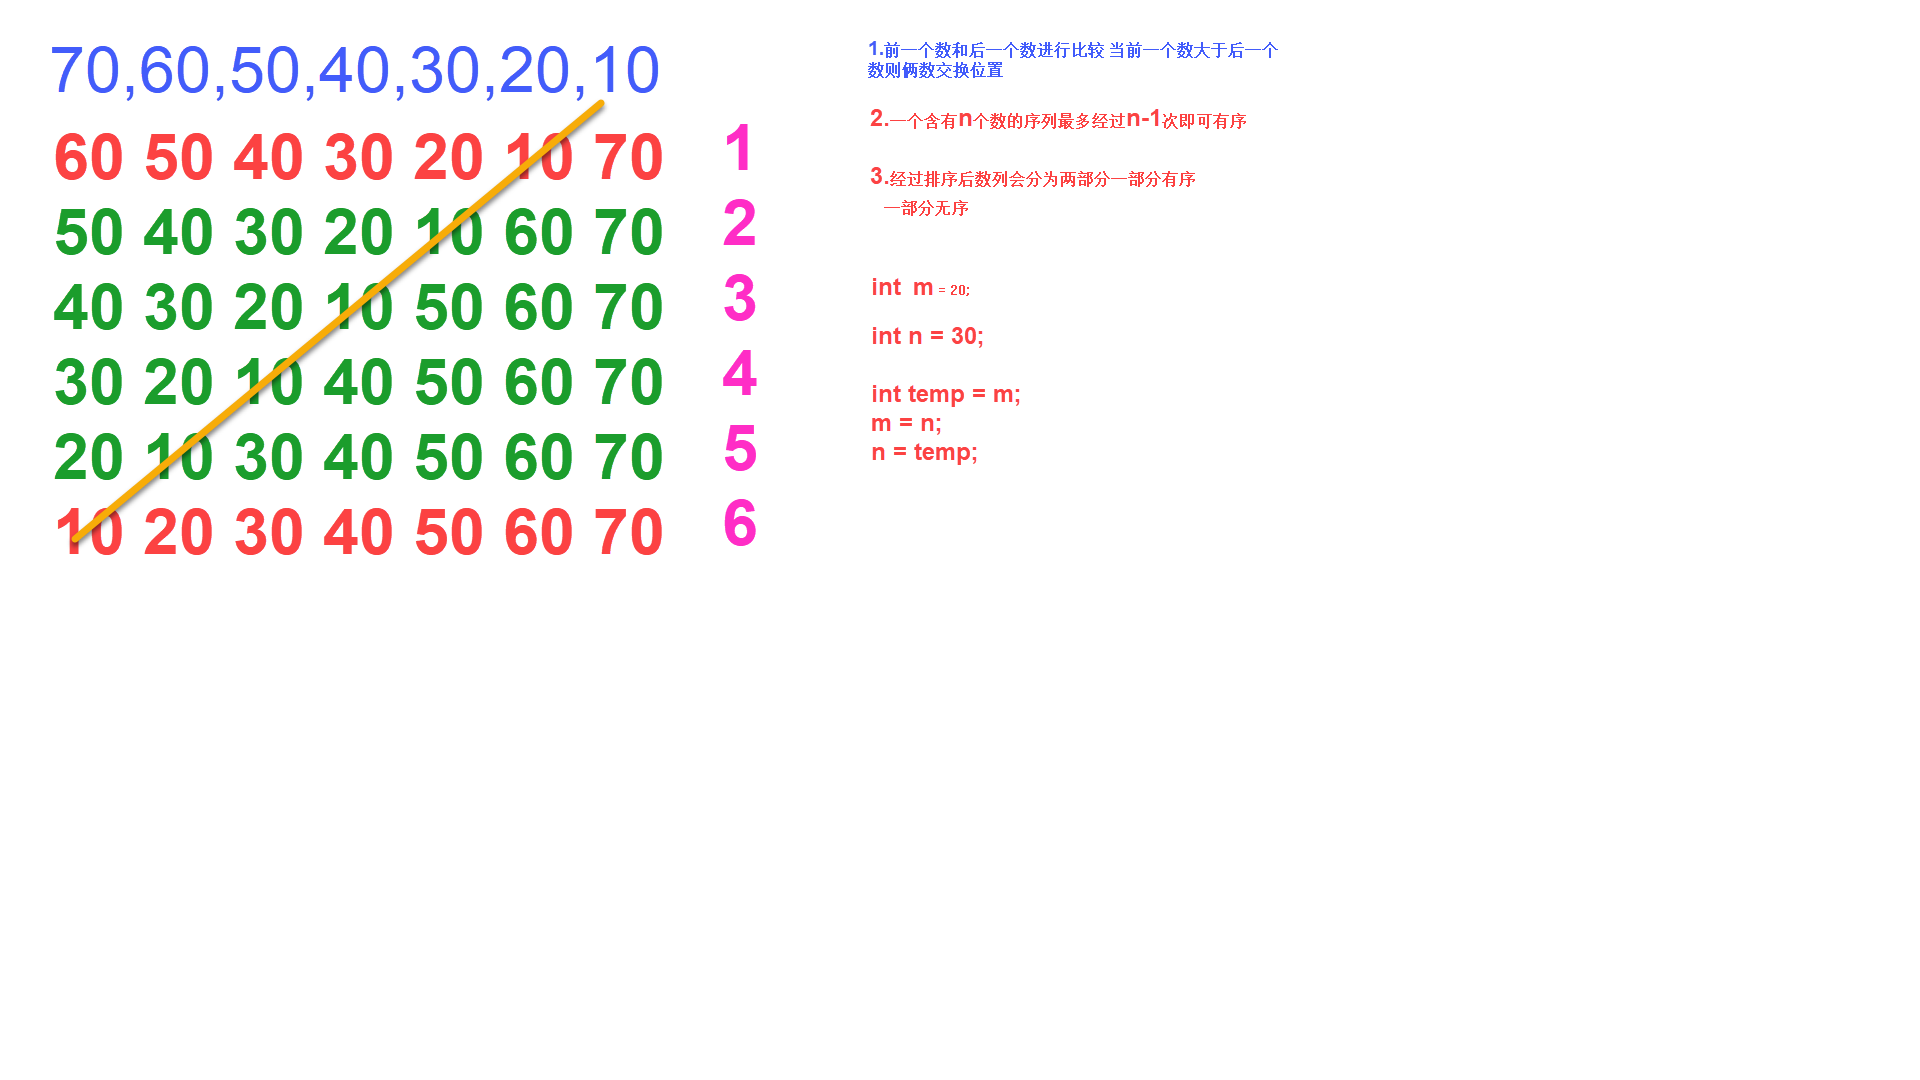 70,60,50,40,30,20,10
60 50 40 30 20 10 70 1
50 40 30 20 10 60 70 2
40 30 20 10 50 60 70 3
30 20 10 40 50 60 70 4
20 10 30 40 50 60 70 5
10 20 30 40 50 60 70 6
1.前一个数和后一个数进行比较 当前一个数大于后一个
数则俩数交换位置
2.一个含有n个数的序列最多经过n-1次即可有序
3.经过排序后数列会分为两部分一部分有序
一部分无序
int m = 20;
int n = 30;
int temp = m;
m = n;
n = temp;